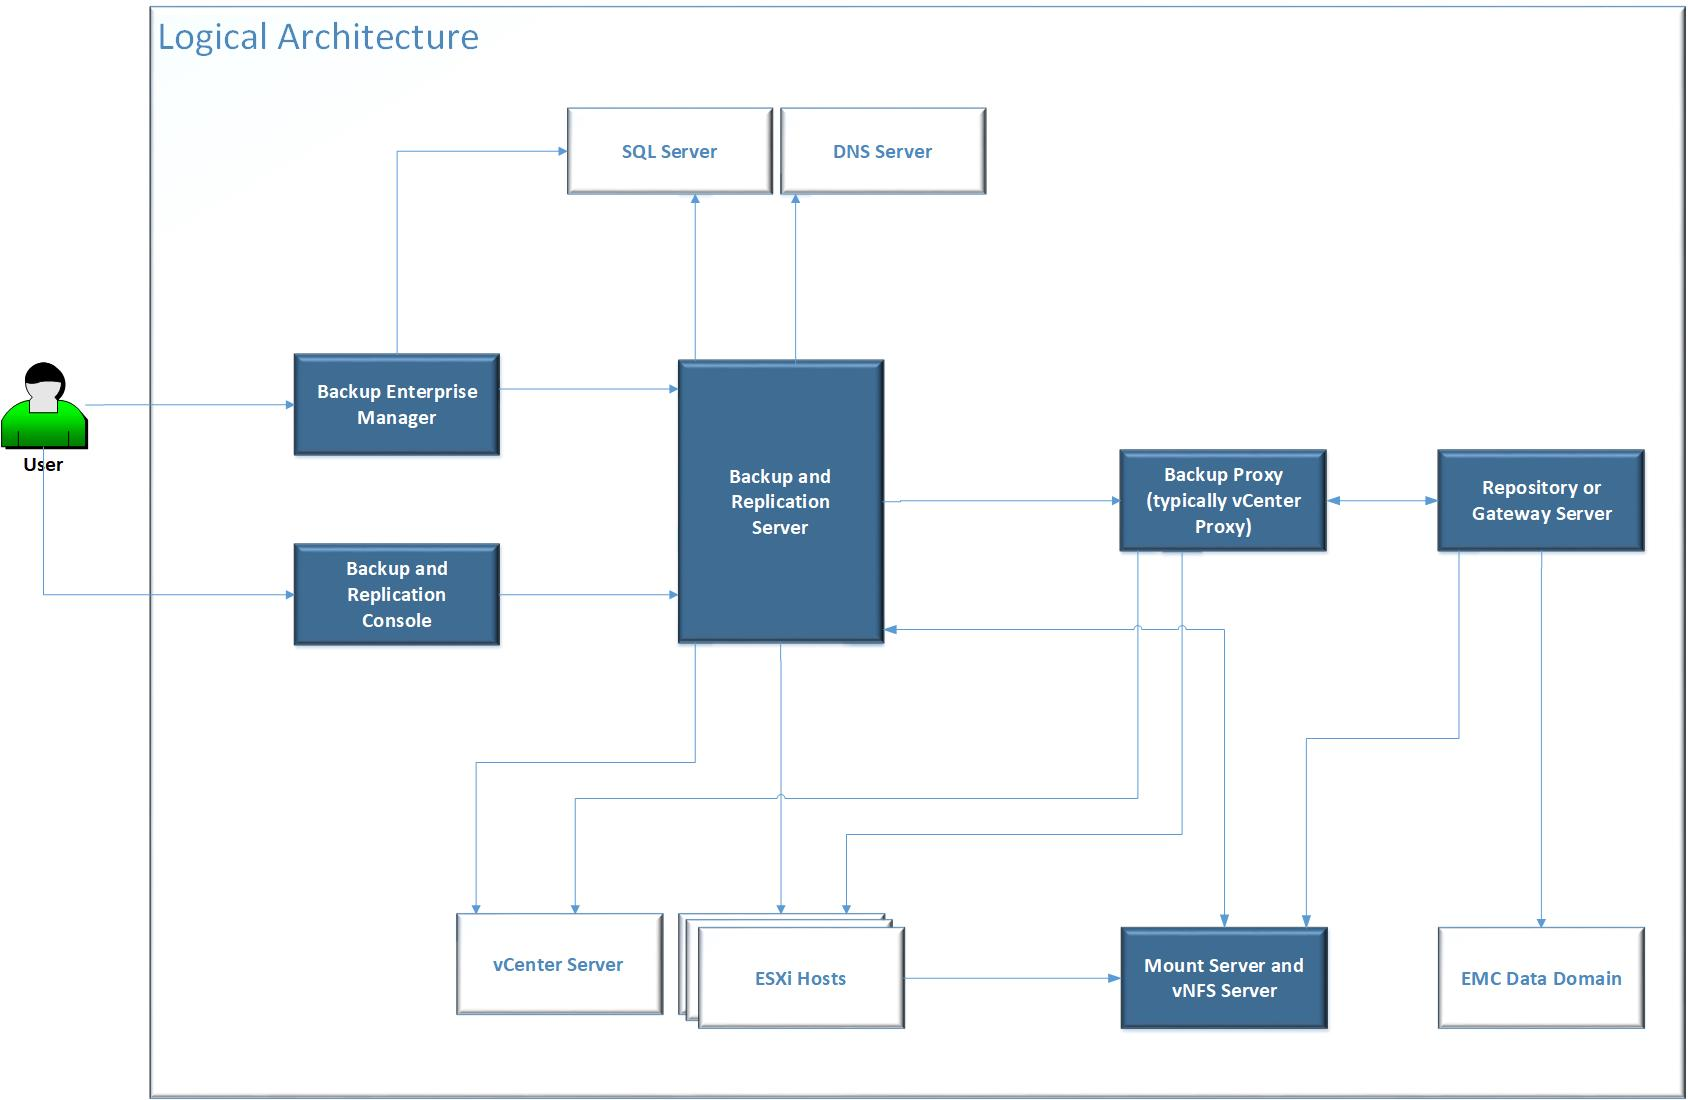 Logical Architecture
SQL Server
DNS Server
User
Backup Enterprise
Manager
Backup and
Replication
Console
Backup and
Replication
Server
Backup Proxy
(typically vCenter
Proxy)
Repository or
Gateway Server
vCenter Server
ESXi Hosts
Mount Server and
vNFS Server
EMC Data Domain